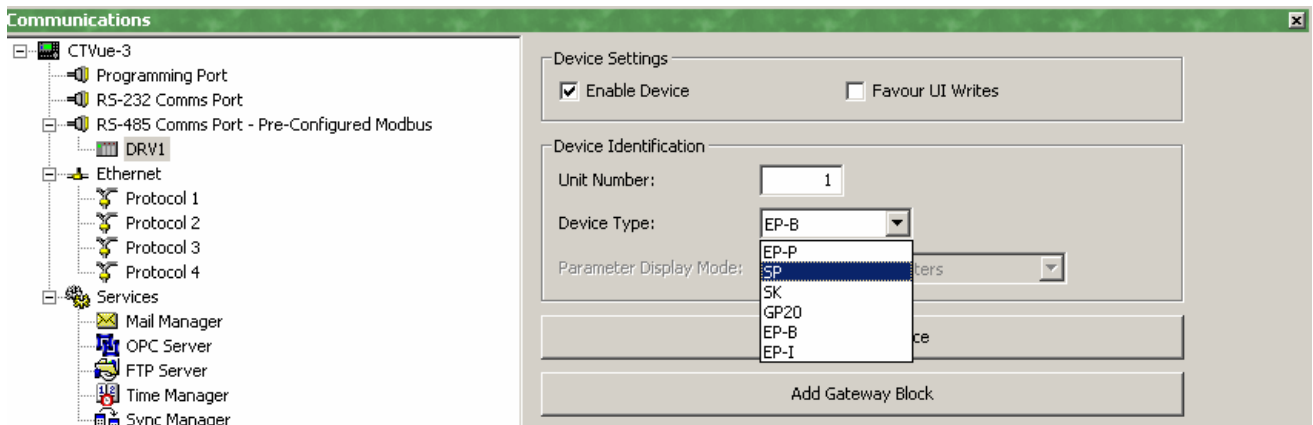 Communications
CTVue-3
Programming Port
RS-232 Comms Port
RS-485 Comms Port - Pre-Configured Modbus
DRV1
Ethernet
Protocol 1
Protocol 2
Protocol 3
Protocol 4
Services
Mail Manager
OPC Server
FTP Server
Time Manager
Sync Manager
Device Settings
Enable Device
Favour UI Writes
Device Identification
Unit Number: 1
Device Type: EP-B
EP-P
Parameter Display Mode:
SP
SK
GP20
EP-B
EP-I
Add Gateway Block